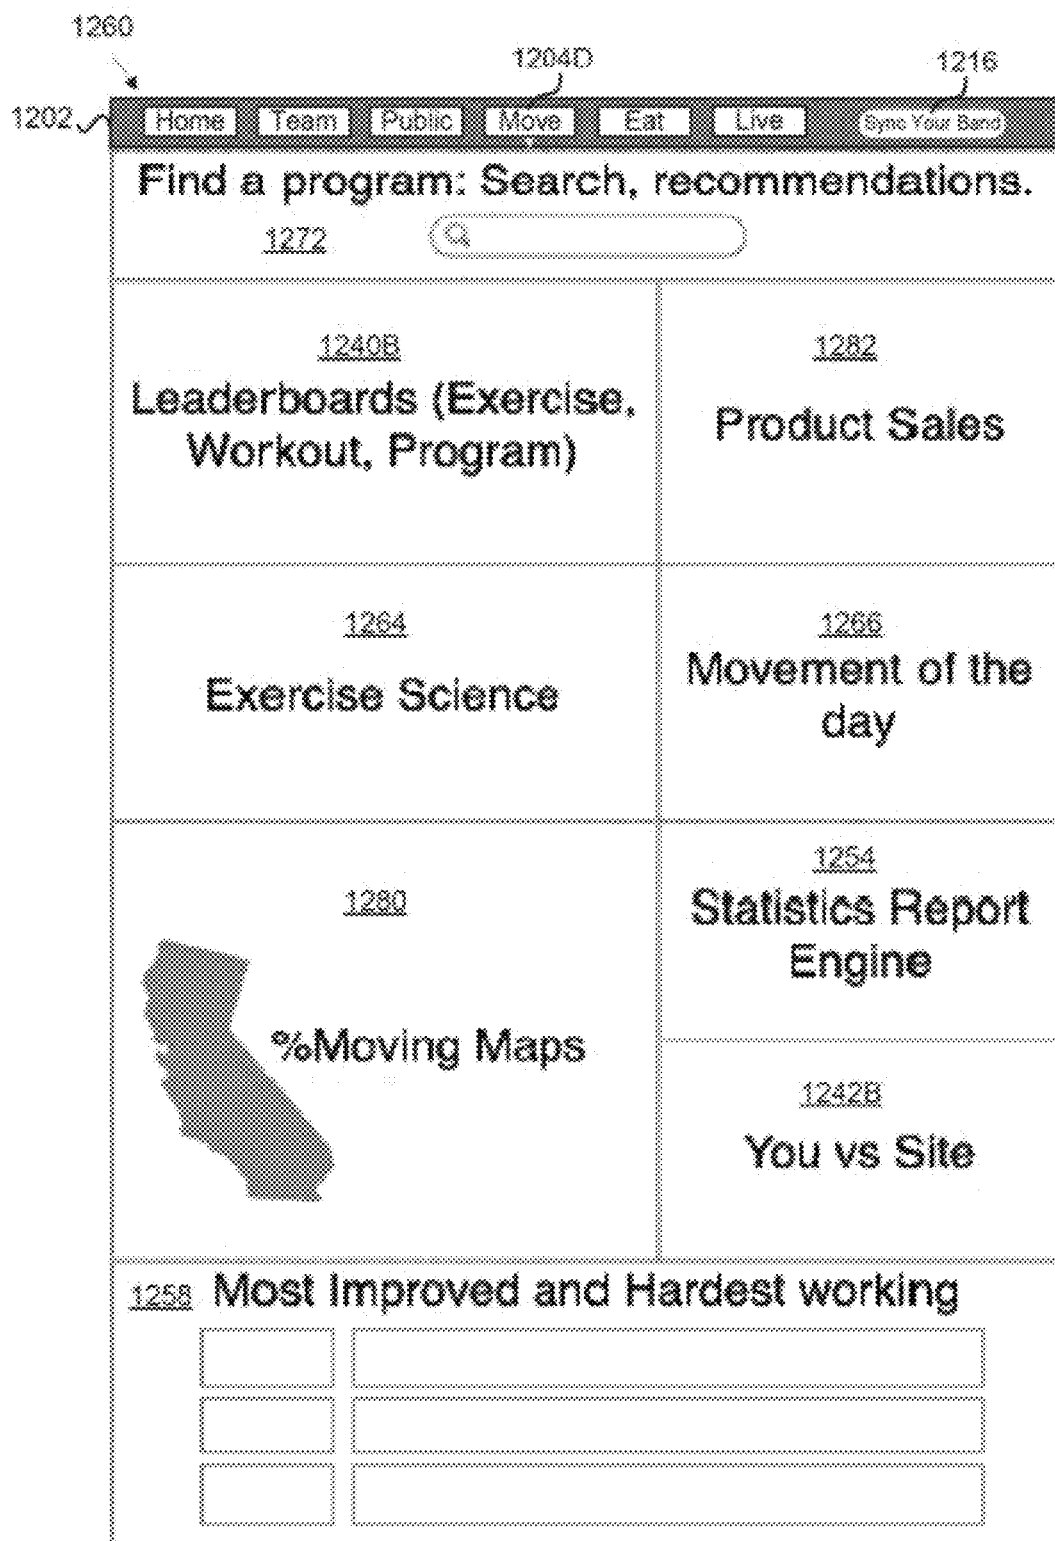 1260
1204D
1216
1202
Home Team Public Move Eat Live Sync Your Band
Find a program: Search, recommendations.
1272
1240B
Leaderboards (Exercise,
Workout, Program)
1282
Product Sales
1264
Exercise Science
1266
Movement of the
day
1280
%Moving Maps
1254
Statistics Report
Engine
1242B
You vs Site
1258 Most Improved and Hardest working